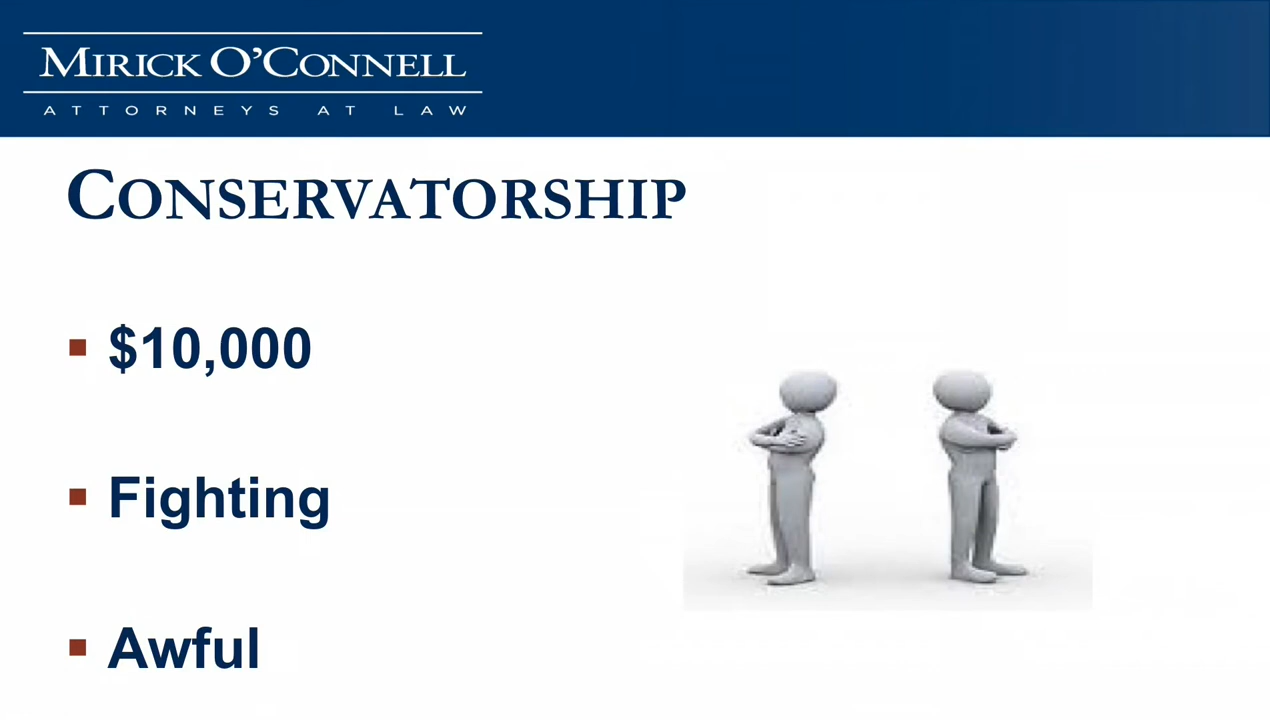 MIRICK O'CONNELL
ATTORNEYS AT LAW
CONSERVATORSHIP
$10,000
Fighting
Awful